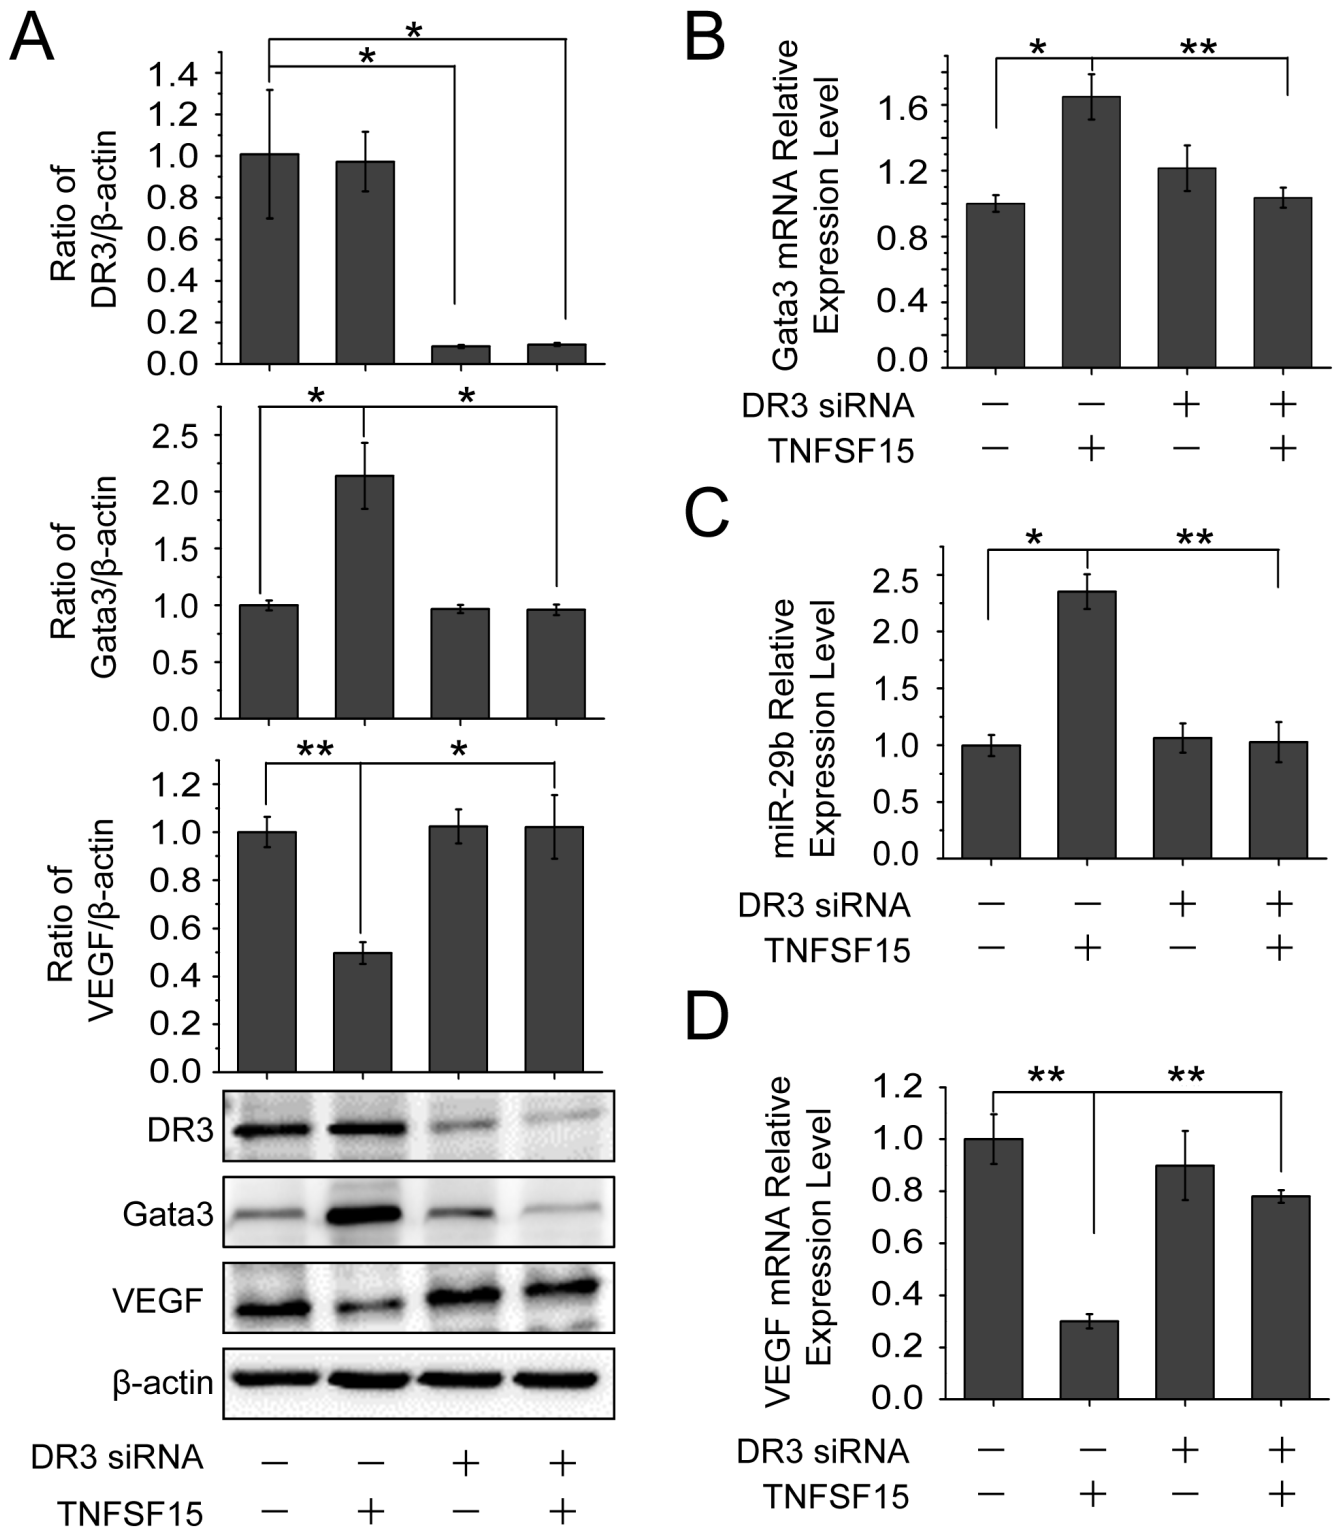 A
*
*
1.4
1.2
1.0
0.8
0.6
0.4
0.2
0.0
Ratio of
DR3/β-actin
* *
2.5
2.0
1.5
1.0
0.5
0.0
Ratio of
Gata3/β-actin
** *
1.2
1.0
0.8
0.6
0.4
0.2
0.0
Ratio of
VEGF/β-actin
DR3
Gata3
VEGF
β-actin
DR3 siRNA — — + +
TNFSF15 — + — +
B
* **
1.6
1.2
0.8
0.4
0.0
Gata3 mRNA Relative
Expression Level
DR3 siRNA — — + +
TNFSF15 — + — +
C
* **
2.5
2.0
1.5
1.0
0.5
0.0
miR-29b Relative
Expression Level
DR3 siRNA — — + +
TNFSF15 — + — +
D
** **
1.2
1.0
0.8
0.6
0.4
0.2
0.0
VEGF mRNA Relative
Expression Level
DR3 siRNA — — + +
TNFSF15 — + — +